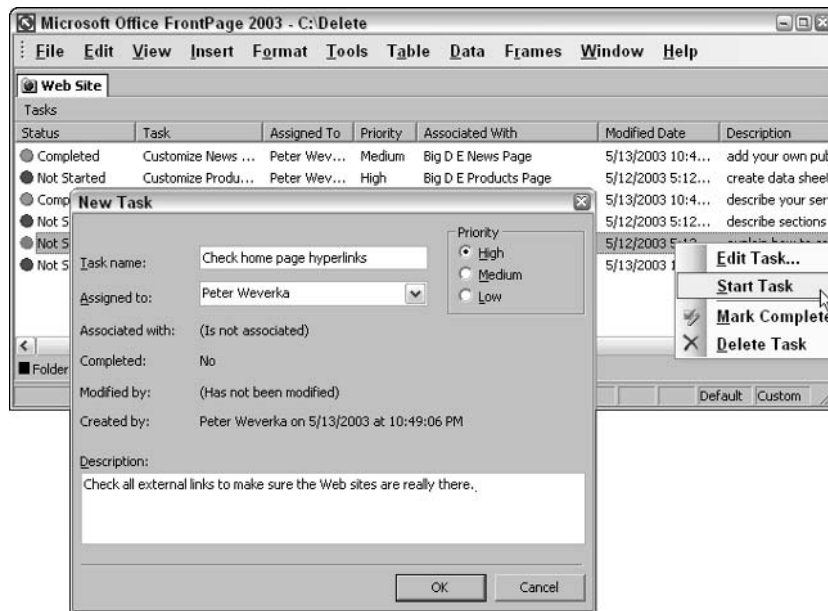 Microsoft Office FrontPage 2003 - C:\Delete
File Edit View Insert Format Tools Table Data Frames Window Help
Web Site
Tasks
Status Task Assigned To Priority Associated With Modified Date Description
Completed Customize News ... Peter Wev... Medium Big D E News Page 5/13/2003 10:4... add your own pub
Not Started Customize Produ... Peter Wev... High Big D E Products Page 5/12/2003 5:12... create data sheet
Comp 5/13/2003 10:4... describe your ser
Not S 5/12/2003 5:12... describe sections
Not S 5/12/2003
Not S 5/13/2003 1
New Task
Task name: Check home page hyperlinks
Assigned to: Peter Weverka
Priority
High
Medium
Low
Associated with: (Is not associated)
Completed: No
Modified by: (Has not been modified)
Created by: Peter Weverka on 5/13/2003 at 10:49:06 PM
Description:
Check all external links to make sure the Web sites are really there.
OK Cancel
Edit Task...
Start Task
Mark Complete
Delete Task
Folder
Default Custom